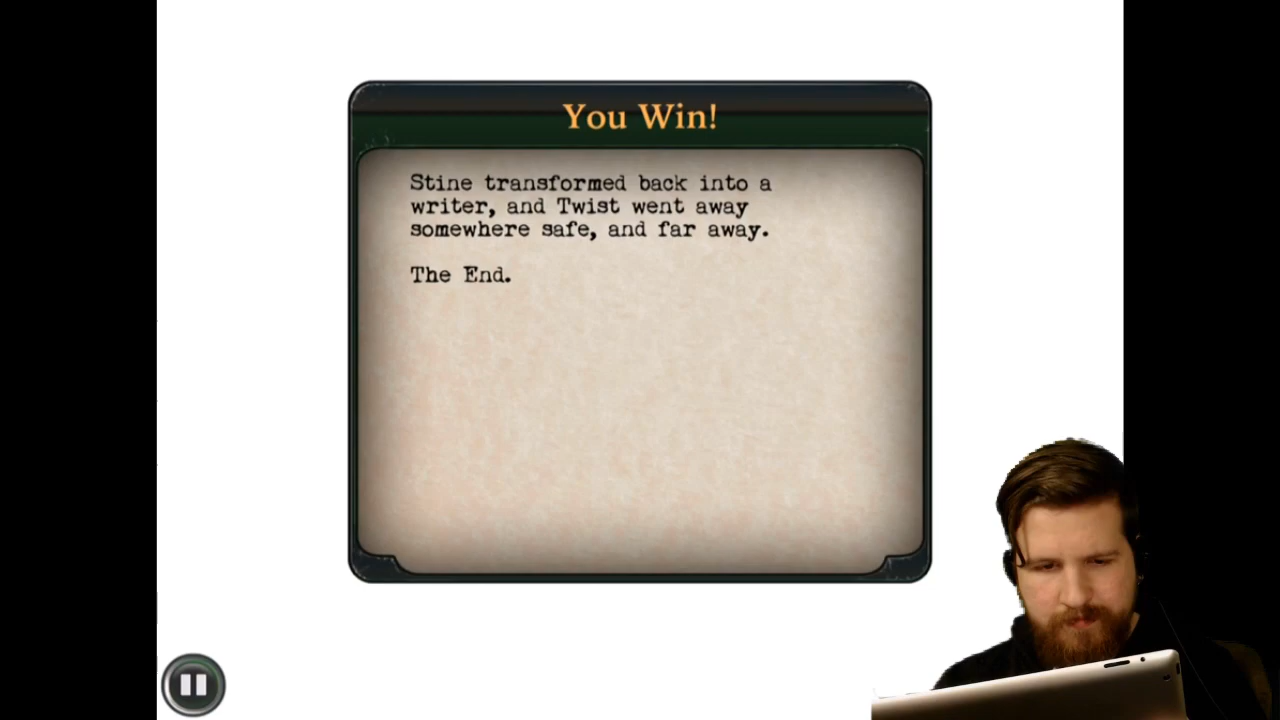 You Win!
Stine transformed back into a
writer, and Twist went away
somewhere safe, and far away.
The End.